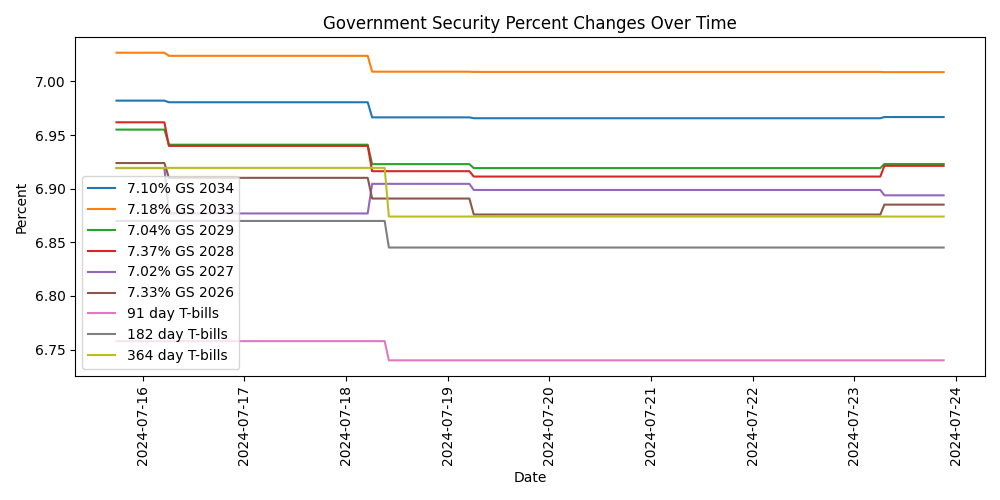 Government Security Percent Changes Over Time
Percent
7.00
6.95
6.90
6.85
6.80
6.75
7.10% GS 2034
7.18% GS 2033
7.04% GS 2029
7.37% GS 2028
7.02% GS 2027
7.33% GS 2026
91 day T-bills
182 day T-bills
364 day T-bills
2024-07-16
2024-07-17
2024-07-18
2024-07-19
2024-07-20
2024-07-21
2024-07-22
2024-07-23
2024-07-24
Date